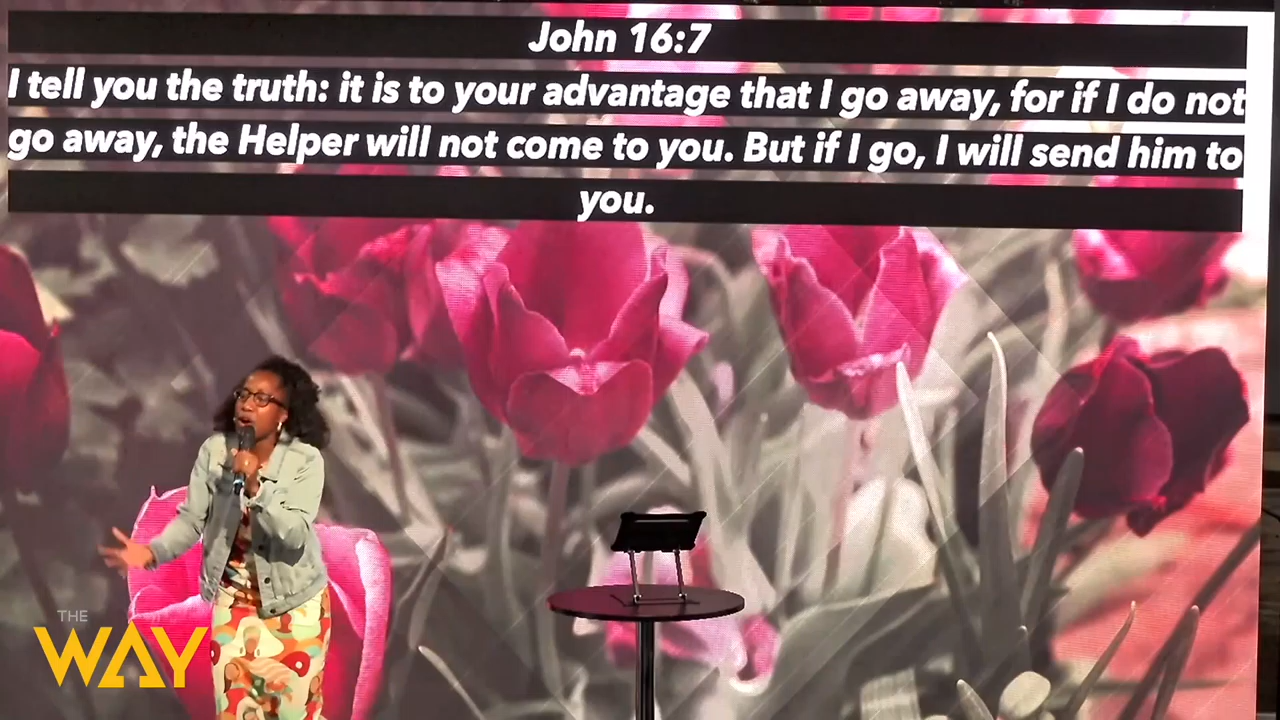 John 16:7
I tell you the truth: it is to your advantage that I go away, for if I do not
go away, the Helper will not come to you. But if I go, I will send him to
you.
THE
WAY